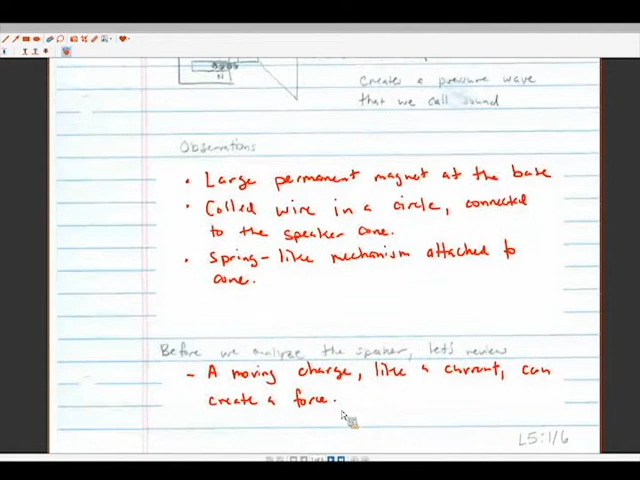 N
Creates a pressure wave
that we call sound
Observations
• Large permanent magnet at the base
• Coiled wire in a circle, connected
to the speaker cone.
• Spring-like mechanism attached to
cone.
Before we analyze the speaker, let's review
- A moving charge, like a current, can
create a force.
L5:1/6